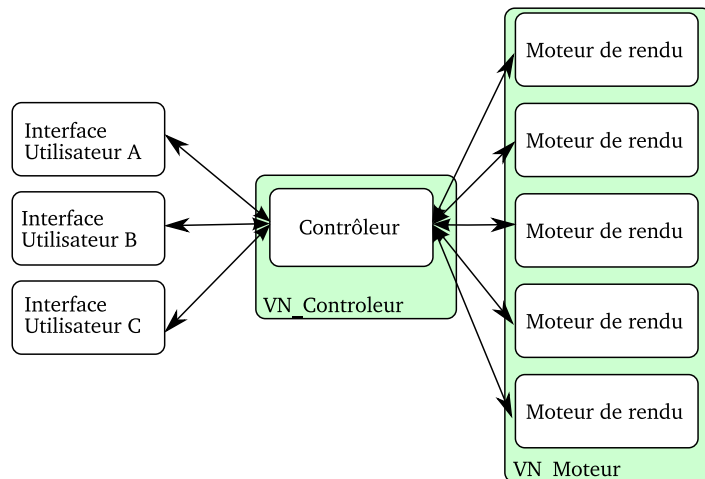 Interface
Utilisateur A
Interface
Utilisateur B
Interface
Utilisateur C
Contrôleur
VN_Controleur
Moteur de rendu
Moteur de rendu
Moteur de rendu
Moteur de rendu
Moteur de rendu
VN_Moteur